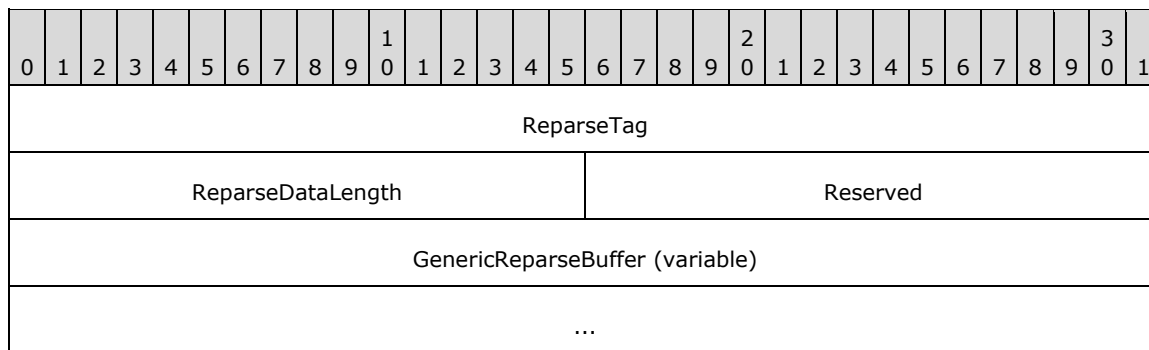 1 2 3
0 1 2 3 4 5 6 7 8 9 0 1 2 3 4 5 6 7 8 9 0 1 2 3 4 5 6 7 8 9 0 1
ReparseTag
ReparseDataLength Reserved
GenericReparseBuffer (variable)
...